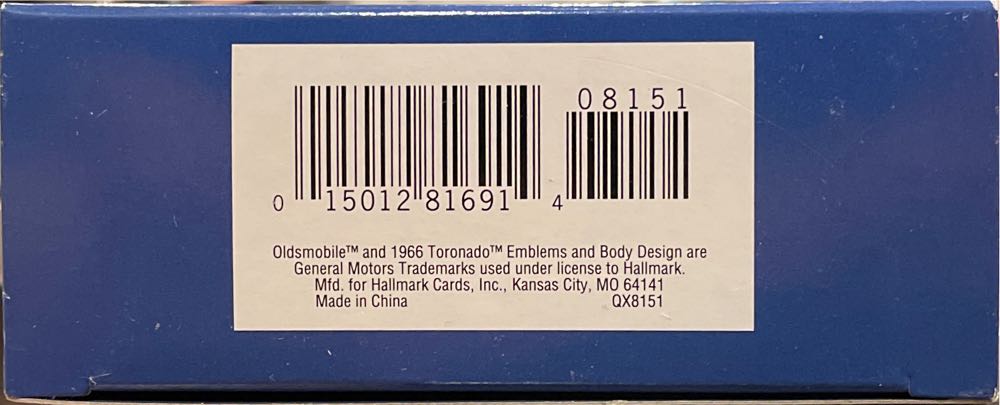 08151
0 15012 81691 4
Oldsmobile™ and 1966 Toronado™ Emblems and Body Design are
General Motors Trademarks used under license to Hallmark.
Mfd. for Hallmark Cards, Inc., Kansas City, MO 64141
Made in China QX8151